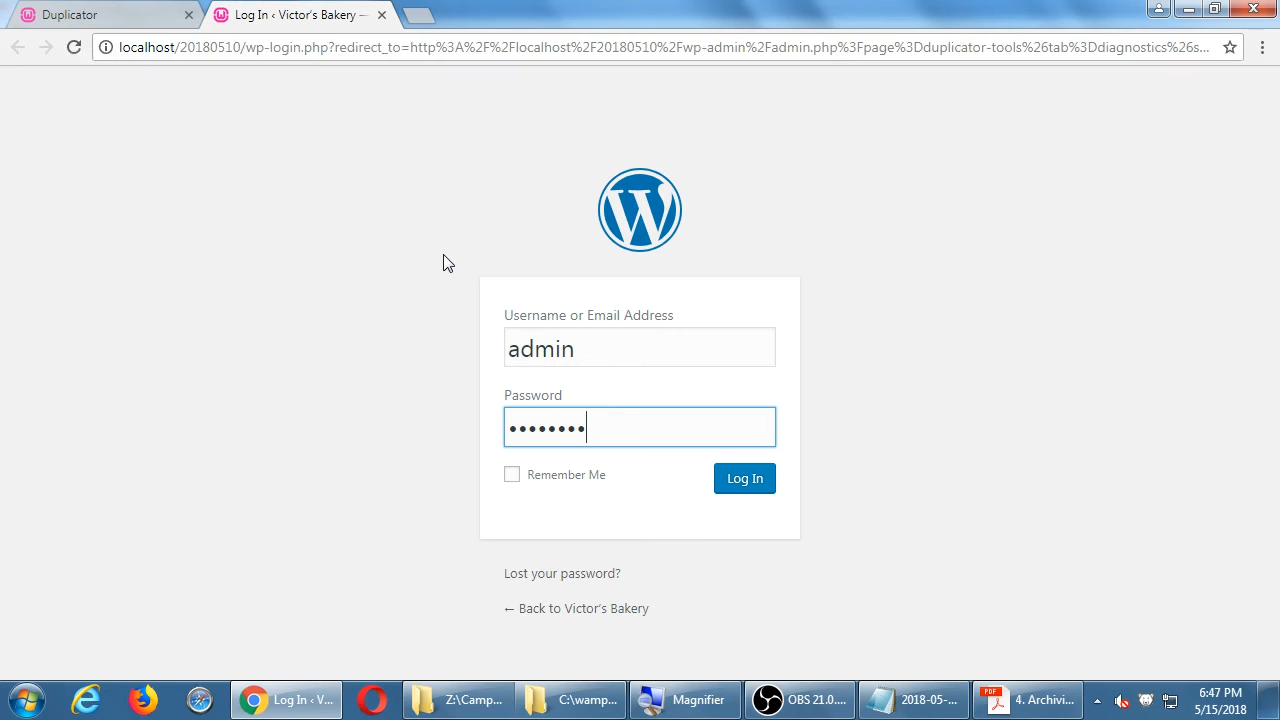 Duplicator
Log In ‹ Victor's Bakery —
localhost/20180510/wp-login.php?redirect_to=http%3A%2F%2Flocalhost%2F20180510%2Fwp-admin%2Fadmin.php%3Fpage%3Dduplicator-tools%26tab%3Ddiagnostics%26s...
Username or Email Address
admin
Password
••••••••
Remember Me
Log In
Lost your password?
← Back to Victor's Bakery
Log In ‹ V...
Z:\Camp...
C:\wamp...
Magnifier
OBS 21.0....
2018-05-...
PDF
4. Archivi...
6:47 PM
5/15/2018